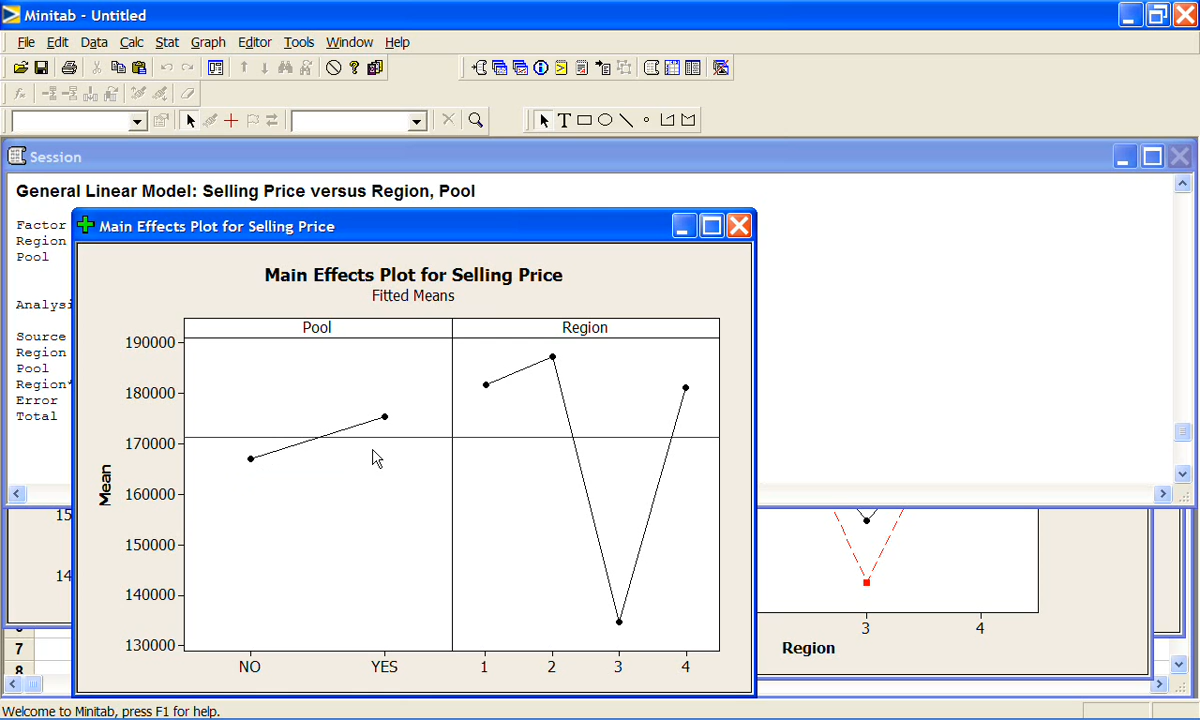 Minitab - Untitled
File Edit Data Calc Stat Graph Editor Tools Window Help
Session
General Linear Model: Selling Price versus Region, Pool
Factor
Region
Pool
Analysi
Source
Region
Pool
Region*
Error
Total
Main Effects Plot for Selling Price
Main Effects Plot for Selling Price
Fitted Means
Pool Region
190000
180000
170000
160000
150000
140000
130000
Mean
NO YES 1 2 3 4
15
14
3 4
Region
7
8
Welcome to Minitab, press F1 for help.